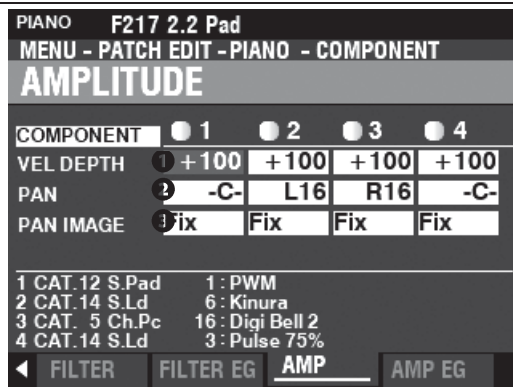 PIANO F217 2.2 Pad
MENU - PATCH EDIT - PIANO - COMPONENT
AMPLITUDE
COMPONENT 1 2 3 4
VEL DEPTH 1 +100 +100 +100 +100
PAN 2 -C- L16 R16 -C-
PAN IMAGE 3 Fix Fix Fix Fix
1 CAT.12 S.Pad 1 : PWM
2 CAT.14 S.Ld 6 : Kinura
3 CAT. 5 Ch.Pc 16 : Digi Bell 2
4 CAT.14 S.Ld 3 : Pulse 75%
FILTER FILTER EG AMP AMP EG